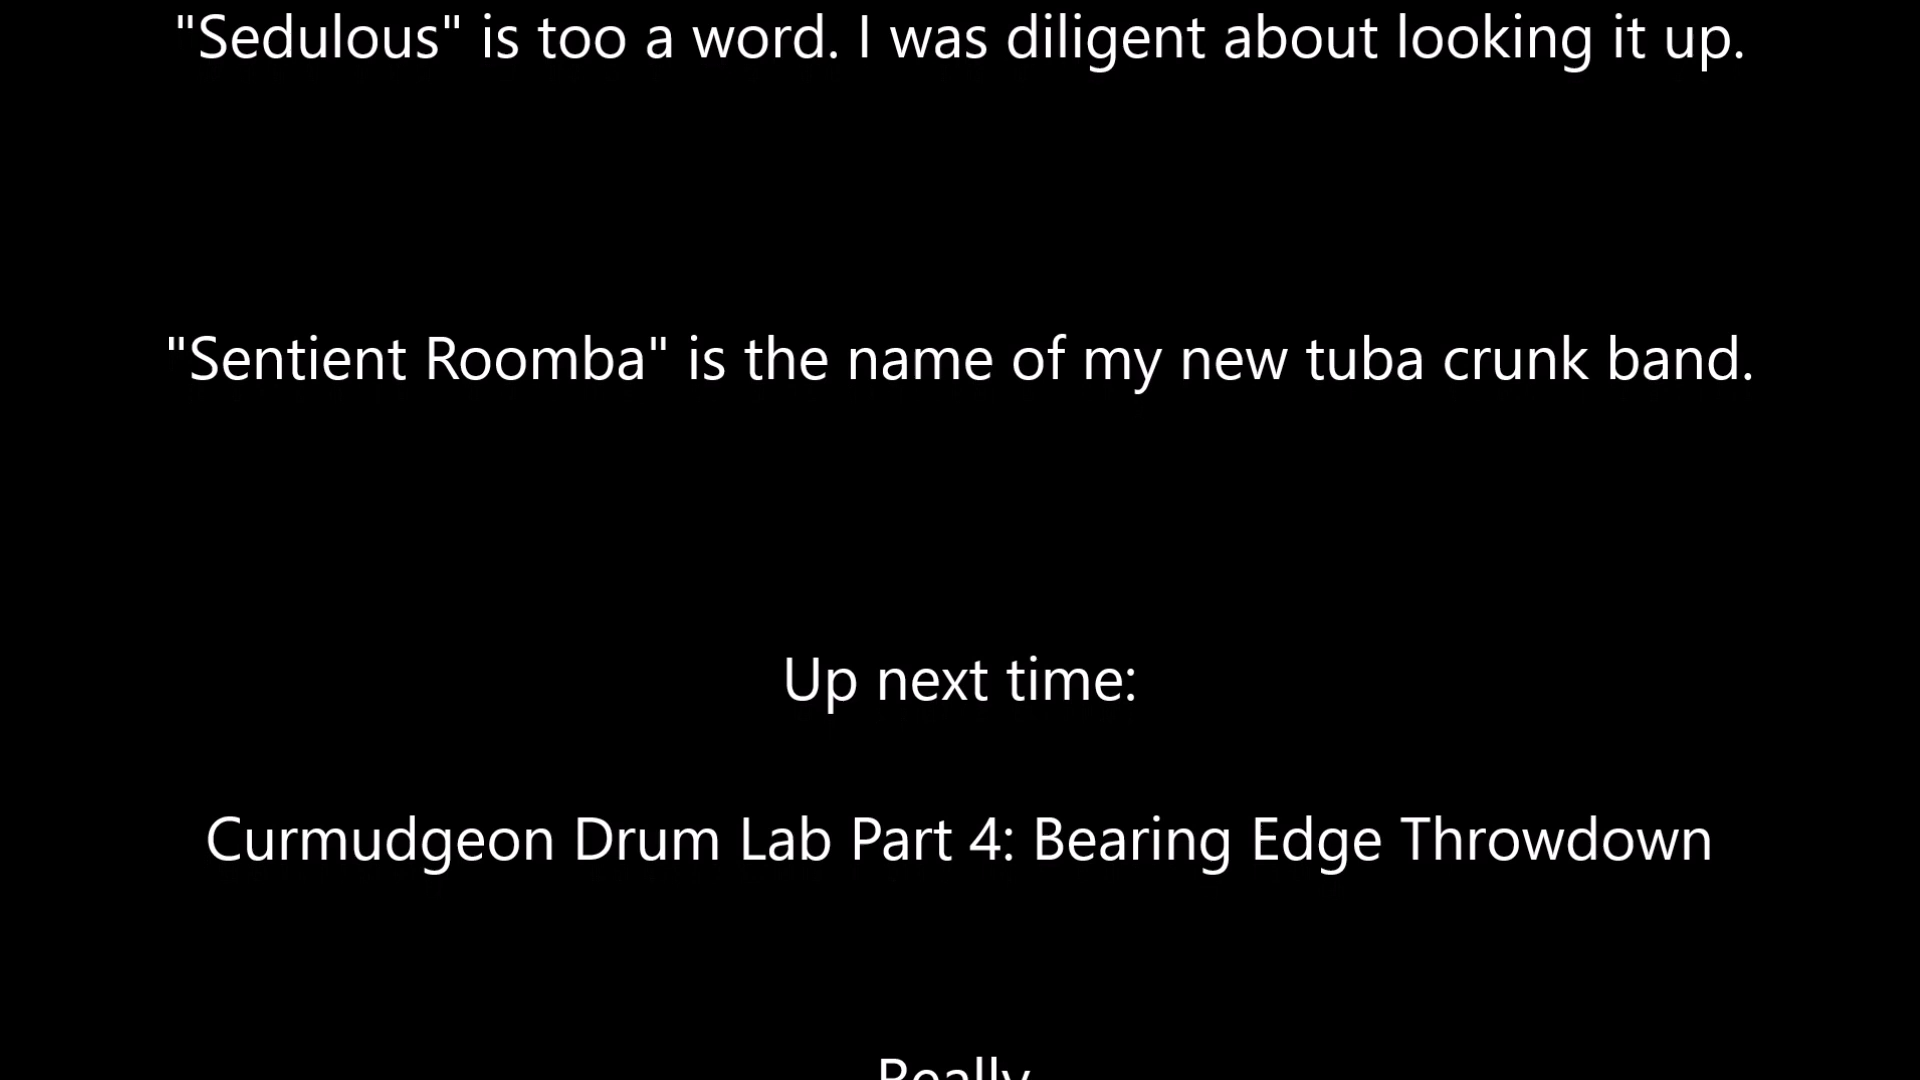 "Sedulous" is too a word. I was diligent about looking it up.
"Sentient Roomba" is the name of my new tuba crunk band.
Up next time:
Curmudgeon Drum Lab Part 4: Bearing Edge Throwdown
Really